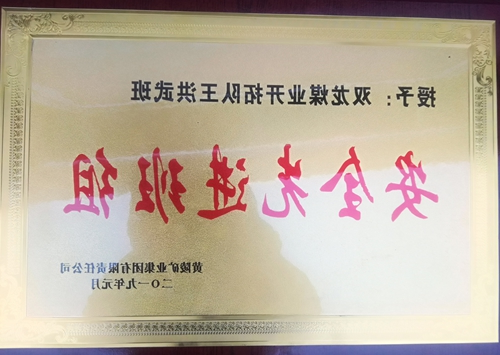 授予：双龙煤业开拓队王洪武班
安全先进班组
黄陵矿业集团有限责任公司
二〇一九年元月